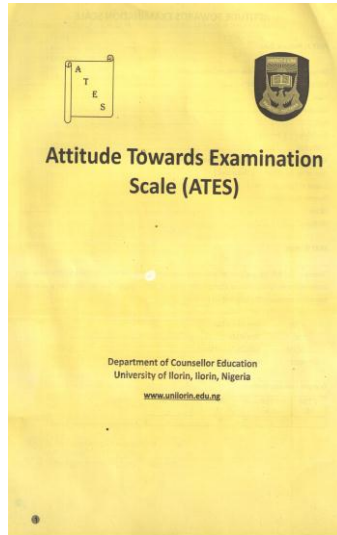 A
T
E
S
Attitude Towards Examination
Scale (ATES)
Department of Counsellor Education
University of Ilorin, Ilorin, Nigeria
www.unilorin.edu.ng